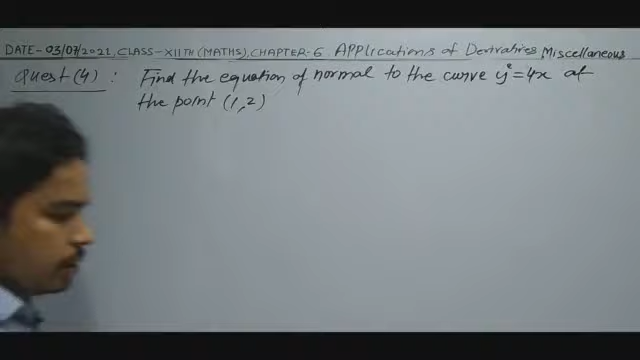 DATE-03/07/2021, CLASS-XIITH (MATHS), CHAPTER-6 Applications of Derivatives Miscellaneous
Quest (4) : Find the equation of normal to the curve y²=4x at
the point (1,2)